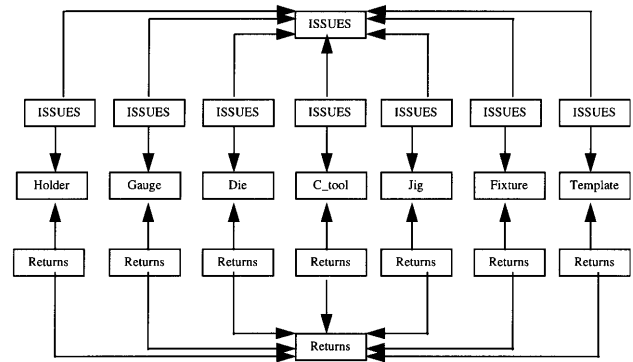 ISSUES
ISSUES ISSUES ISSUES ISSUES ISSUES ISSUES ISSUES
Holder Gauge Die C_tool Jig Fixture Template
Returns Returns Returns Returns Returns Returns Returns
Returns